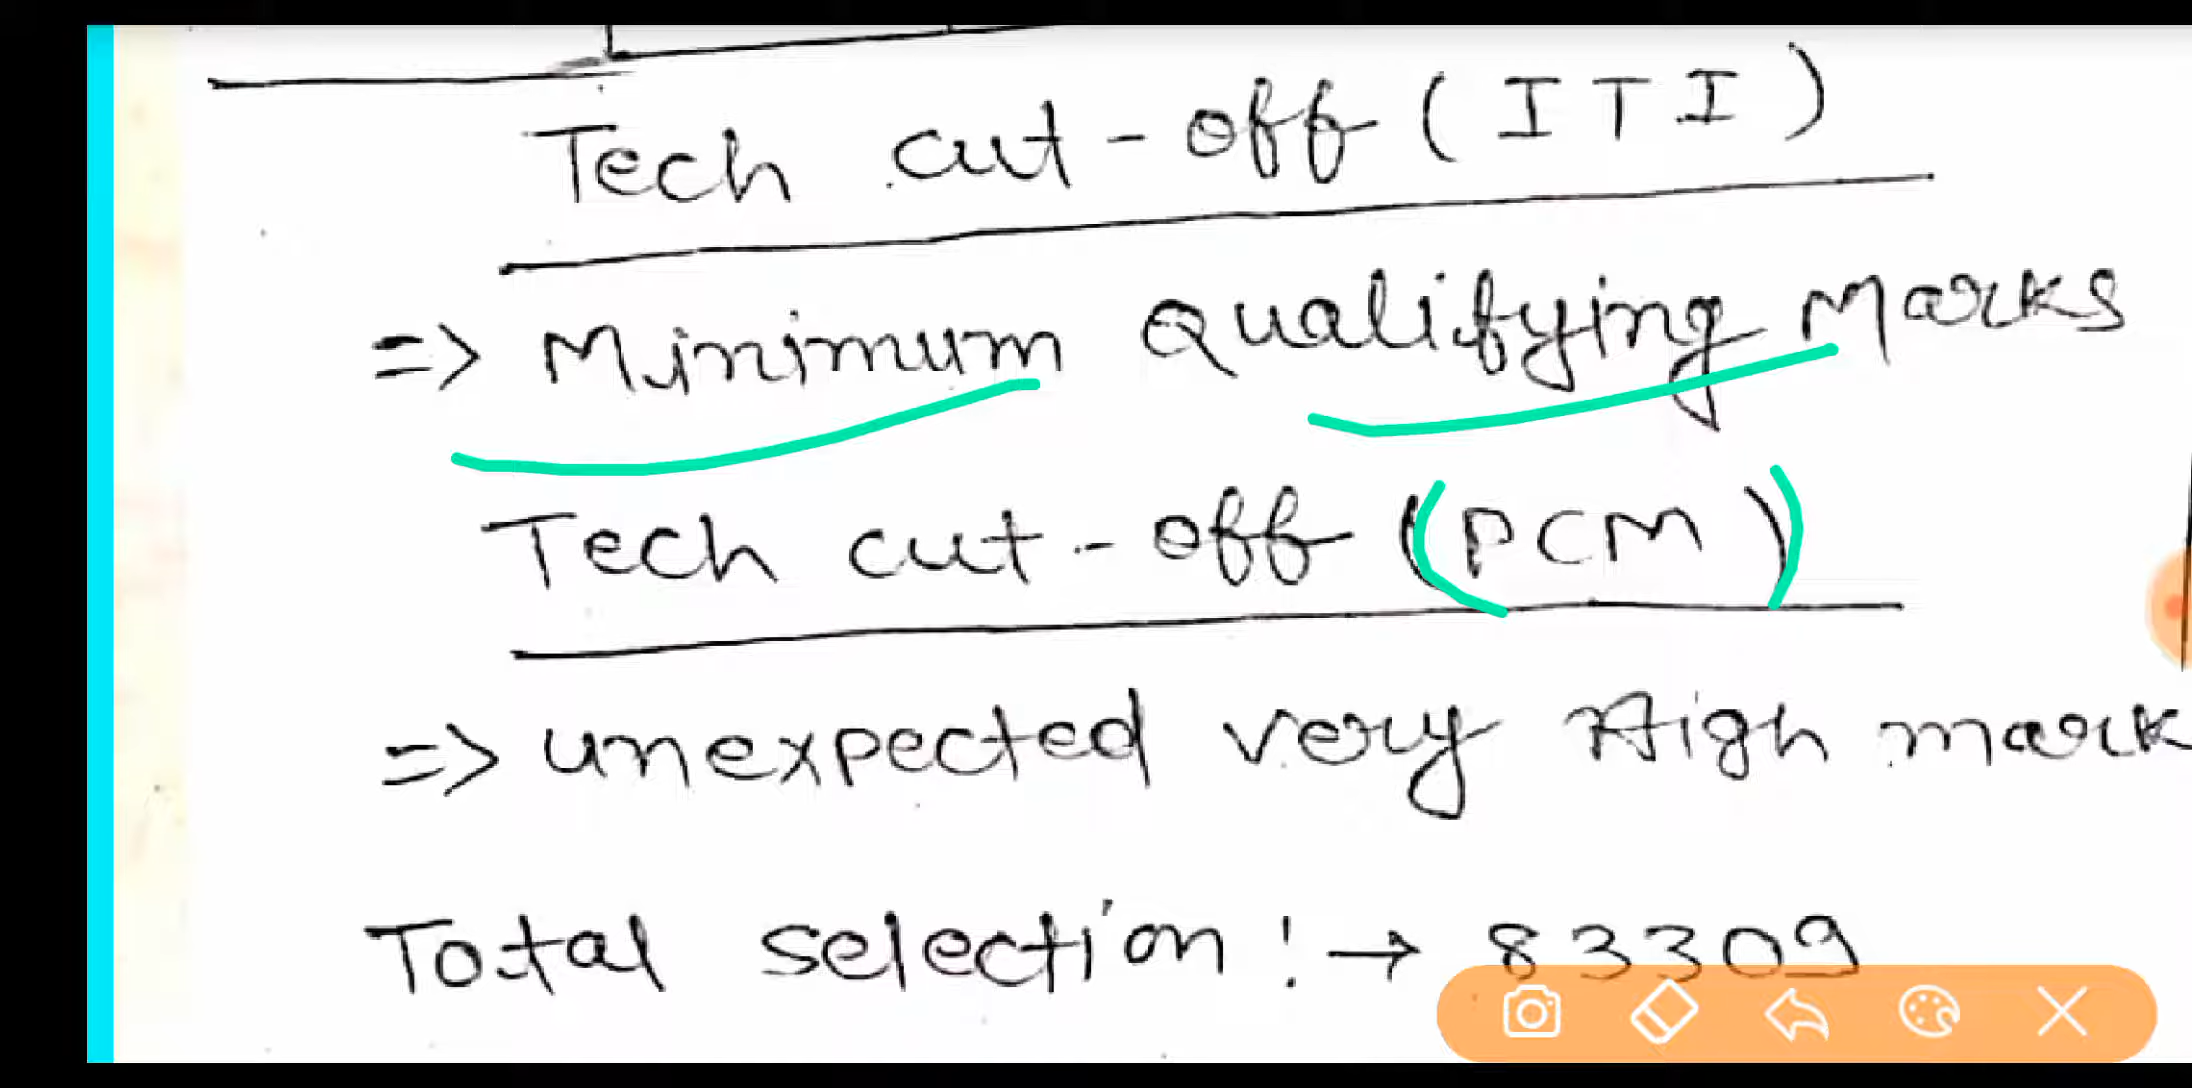 Tech cut-off (ITI)
=> Minimum Qualifying Marks
Tech cut-off (PCM)
=> unexpected very High mark
Total selection :→ 83309